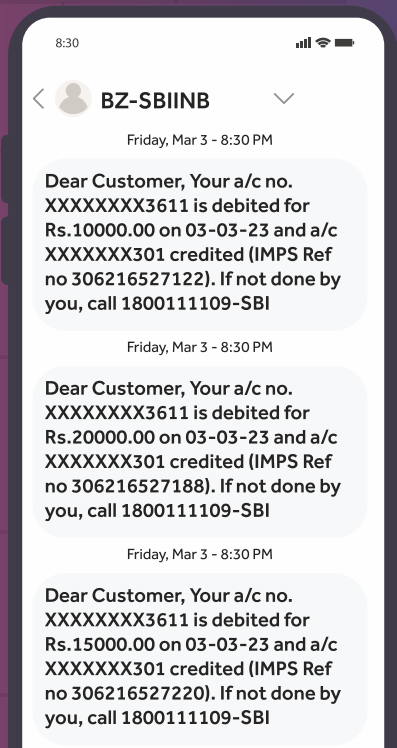 8:30
BZ-SBIINB
Friday, Mar 3 - 8:30 PM
Dear Customer, Your a/c no.
XXXXXXXX3611 is debited for
Rs.10000.00 on 03-03-23 and a/c
XXXXXXX301 credited (IMPS Ref
no 306216527122). If not done by
you, call 1800111109-SBI
Friday, Mar 3 - 8:30 PM
Dear Customer, Your a/c no.
XXXXXXXX3611 is debited for
Rs.20000.00 on 03-03-23 and a/c
XXXXXXX301 credited (IMPS Ref
no 306216527188). If not done by
you, call 1800111109-SBI
Friday, Mar 3 - 8:30 PM
Dear Customer, Your a/c no.
XXXXXXXX3611 is debited for
Rs.15000.00 on 03-03-23 and a/c
XXXXXXX301 credited (IMPS Ref
no 306216527220). If not done by
you, call 1800111109-SBI